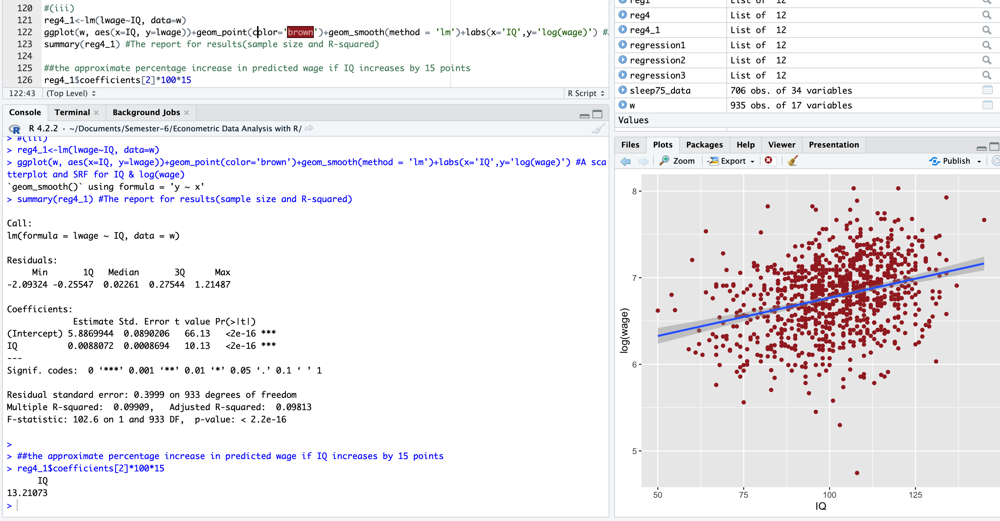 120 #(iii)
121 reg4_1<-lm(lwage~IQ, data=w)
122 ggplot(w, aes(x=IQ, y=lwage))+geom_point(color='brown')+geom_smooth(method = 'lm')+labs(x='IQ',y='log(wage)') #
123 summary(reg4_1) #The report for results(sample size and R-squared)
124
125 ##the approximate percentage increase in predicted wage if IQ increases by 15 points
126 reg4_1$coefficients[2]*100*15
122:43 (Top Level) R Script
Console Terminal Background Jobs
R 4.2.2 · ~/Documents/Semester-6/Econometric Data Analysis with R/
> #(iii)
> reg4_1<-lm(lwage~IQ, data=w)
> ggplot(w, aes(x=IQ, y=lwage))+geom_point(color='brown')+geom_smooth(method = 'lm')+labs(x='IQ',y='log(wage)') #A sca
tterplot and SRF for IQ & log(wage)
`geom_smooth()` using formula = 'y ~ x'
> summary(reg4_1) #The report for results(sample size and R-squared)
Call:
lm(formula = lwage ~ IQ, data = w)
Residuals:
Min 1Q Median 3Q Max
-2.09324 -0.25547 0.02261 0.27544 1.21487
Coefficients:
Estimate Std. Error t value Pr(>|t|)
(Intercept) 5.8869944 0.0890206 66.13 <2e-16 ***
IQ 0.0088072 0.0008694 10.13 <2e-16 ***
---
Signif. codes: 0 ‘***’ 0.001 ‘**’ 0.01 ‘*’ 0.05 ‘.’ 0.1 ‘ ’ 1
Residual standard error: 0.3999 on 933 degrees of freedom
Multiple R-squared: 0.09909, Adjusted R-squared: 0.09813
F-statistic: 102.6 on 1 and 933 DF, p-value: < 2.2e-16
>
> ##the approximate percentage increase in predicted wage if IQ increases by 15 points
> reg4_1$coefficients[2]*100*15
IQ
13.21073
>
reg1 List of 12
reg4 List of 12
reg4_1 List of 12
regression1 List of 12
regression2 List of 12
regression3 List of 12
sleep75_data 706 obs. of 34 variables
w 935 obs. of 17 variables
Values
Files Plots Packages Help Viewer Presentation
Zoom Export Publish
8
7
6
5
log(wage)
50 75 100 125
IQ